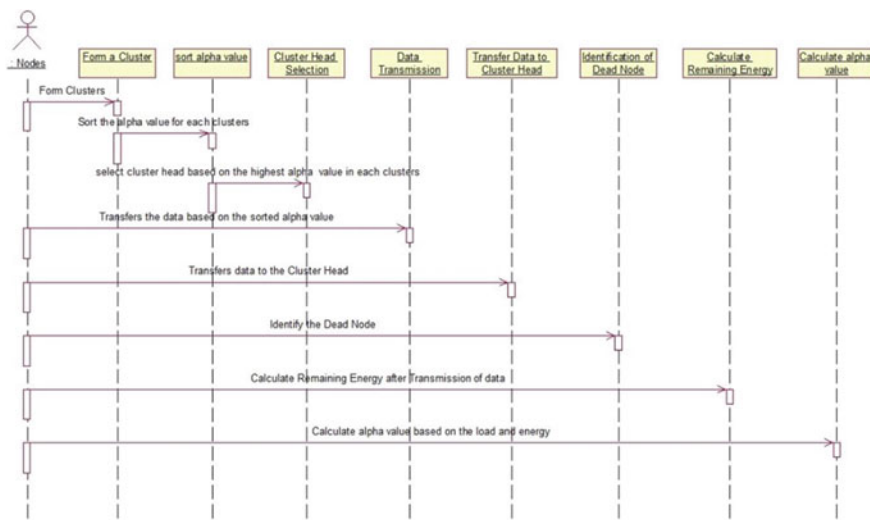 : Nodes
Form a Cluster
sort alpha value
Cluster Head
Selection
Data
Transmission
Transfer Data to
Cluster Head
Identification of
Dead Node
Calculate
Remaining Energy
Calculate alpha
value
Form Clusters
Sort the alpha value for each clusters
select cluster head based on the highest alpha value in each clusters
Transfers the data based on the sorted alpha value
Transfers data to the Cluster Head
Identify the Dead Node
Calculate Remaining Energy after Transmission of data
Calculate alpha value based on the load and energy